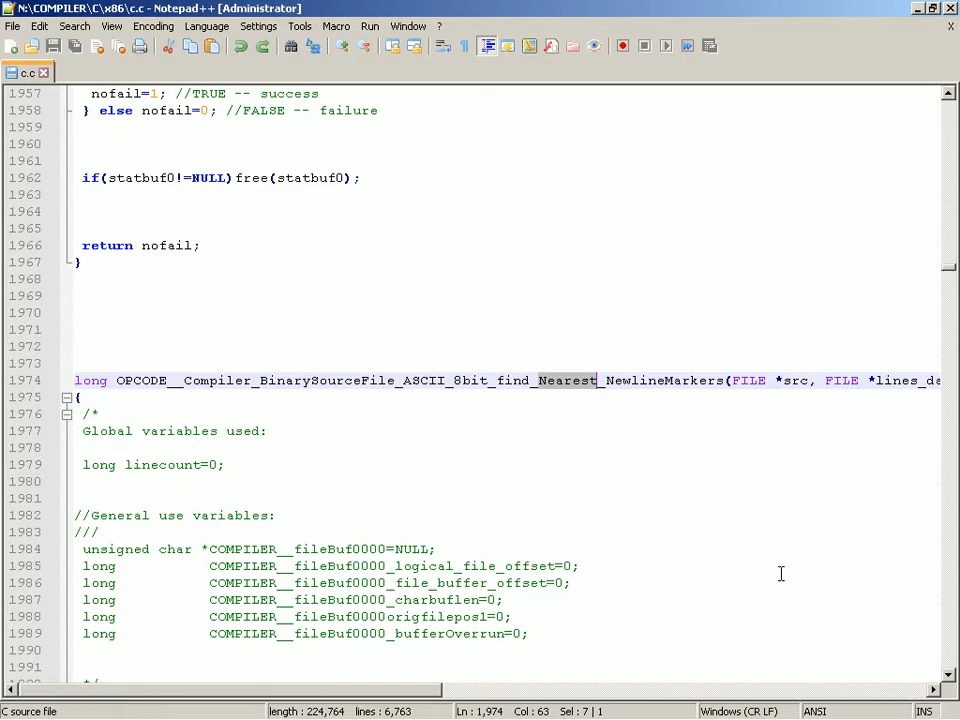 N:\COMPILER\C\x86\c.c - Notepad++ [Administrator]
File Edit Search View Encoding Language Settings Tools Macro Run Window ? X
c.c
1957 nofail=1; //TRUE -- success
1958 } else nofail=0; //FALSE -- failure
1959
1960
1961
1962 if(statbuf0!=NULL)free(statbuf0);
1963
1964
1965
1966 return nofail;
1967 }
1968
1969
1970
1971
1972
1973
1974 long OPCODE__Compiler_BinarySourceFile_ASCII_8bit_find_Nearest_NewlineMarkers(FILE *src, FILE *lines_da
1975 {
1976 /*
1977 Global variables used:
1978
1979 long linecount=0;
1980
1981
1982 //General use variables:
1983 ///
1984 unsigned char *COMPILER__fileBuf0000=NULL;
1985 long COMPILER__fileBuf0000_logical_file_offset=0;
1986 long COMPILER__fileBuf0000_file_buffer_offset=0;
1987 long COMPILER__fileBuf0000_charbuflen=0;
1988 long COMPILER__fileBuf0000origfilepos1=0;
1989 long COMPILER__fileBuf0000_bufferOverrun=0;
1990
1991
*/
C source file length : 224,764 lines : 6,763 Ln : 1,974 Col : 63 Sel : 7 | 1 Windows (CR LF) ANSI INS